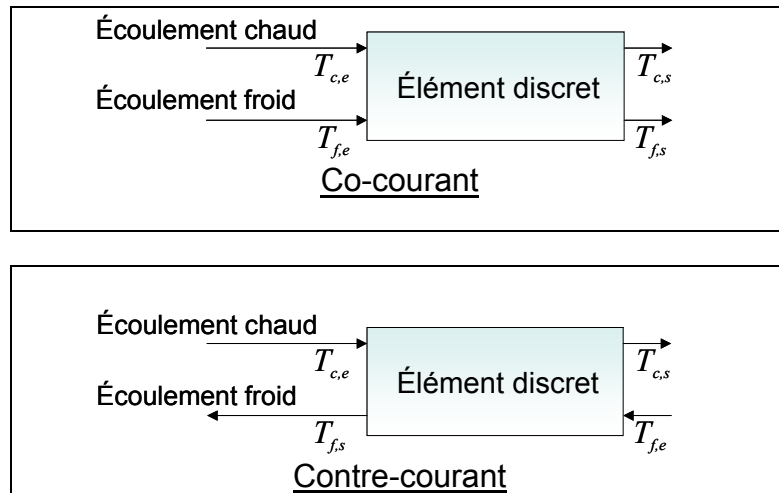 Écoulement chaud
T_{c,e}
T_{c,s}
Élément discret
Écoulement froid
T_{f,e}
T_{f,s}
Co-courant
Écoulement chaud
T_{c,e}
T_{c,s}
Élément discret
Écoulement froid
T_{f,s}
T_{f,e}
Contre-courant